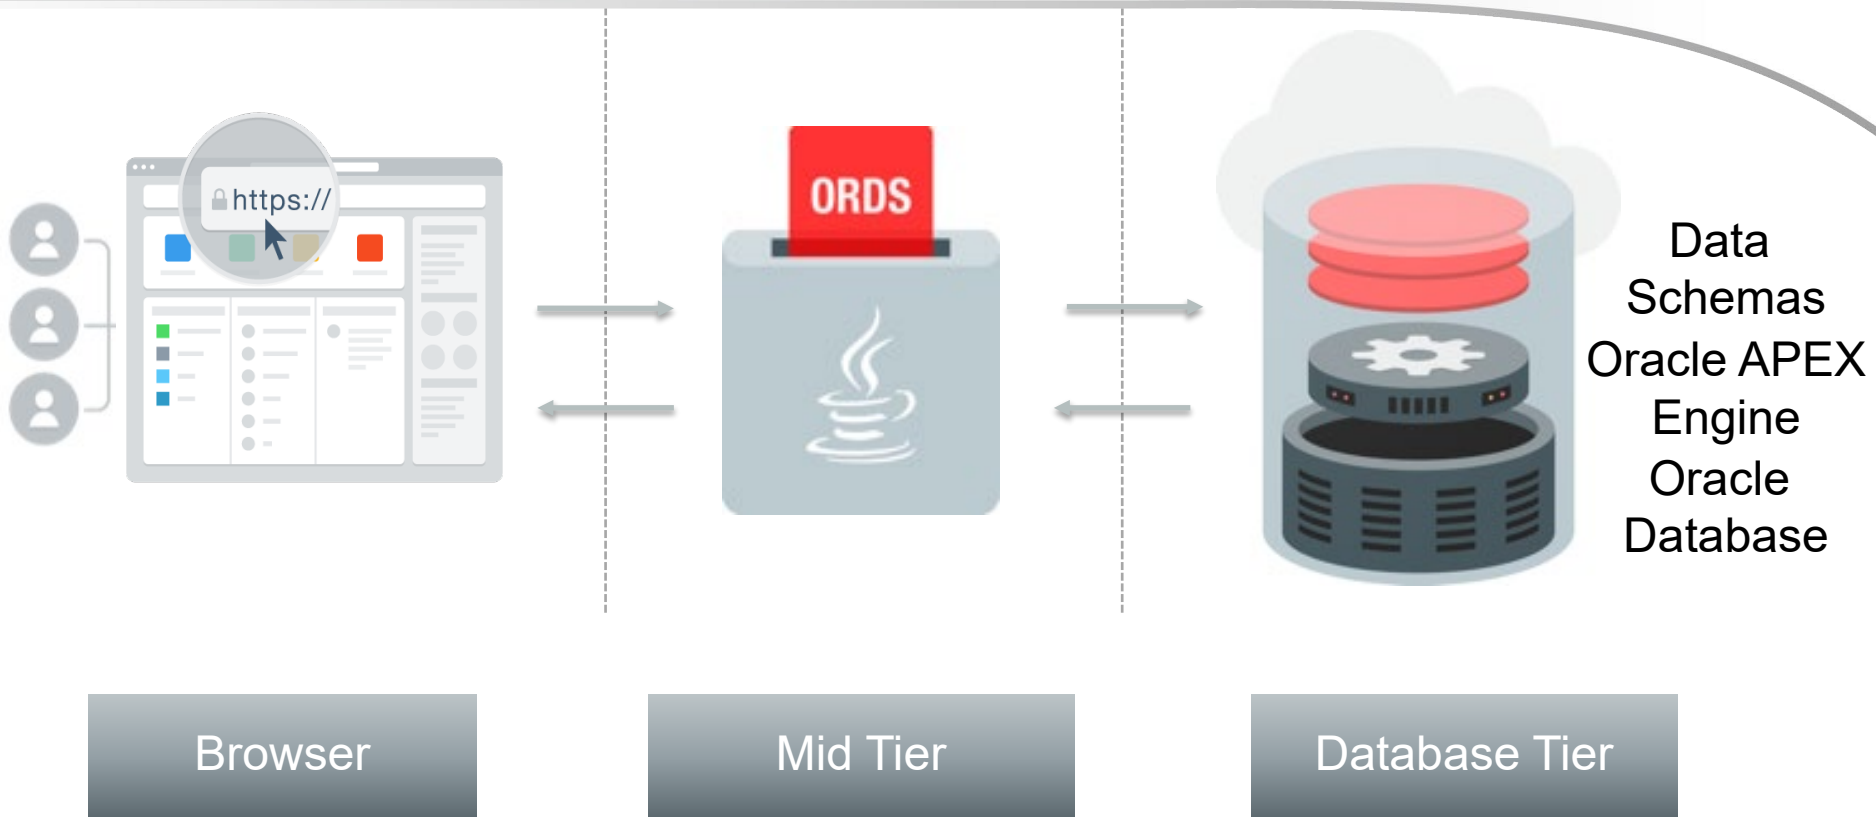 https://
ORDS
Data
Schemas
Oracle APEX
Engine
Oracle
Database
Browser
Mid Tier
Database Tier